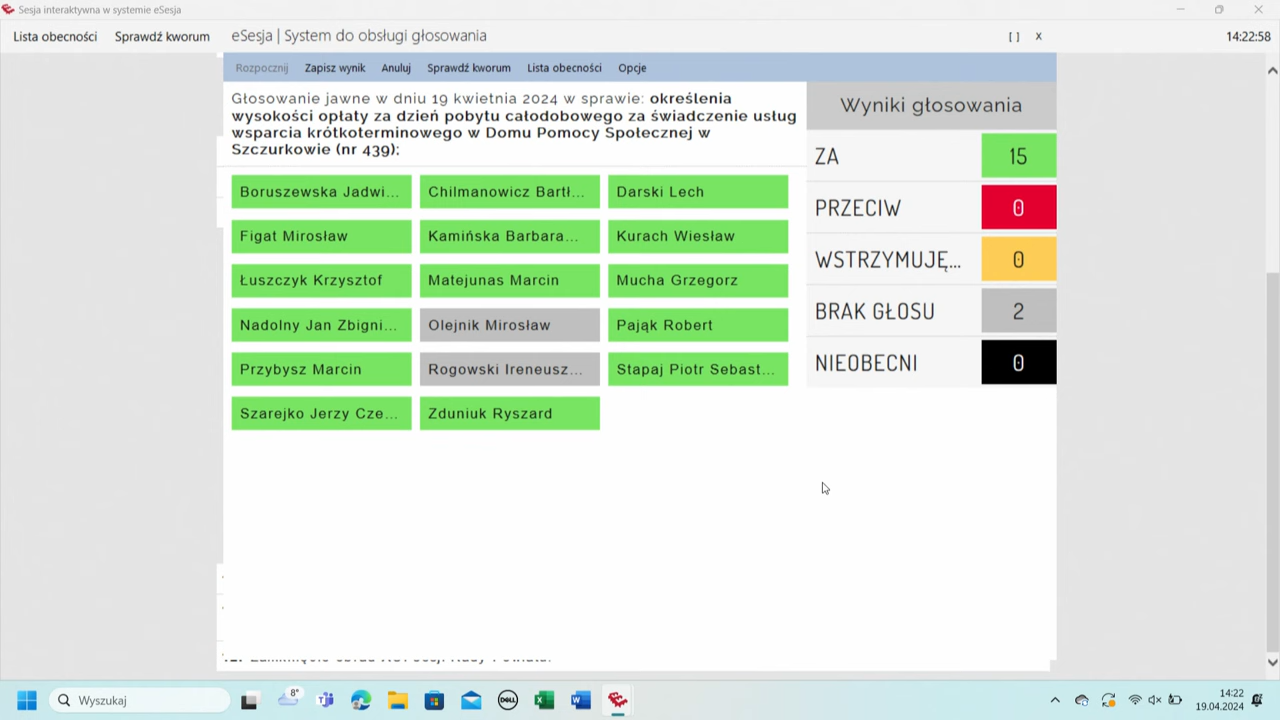 Sesja interaktywna w systemie eSesja
Lista obecności Sprawdź kworum eSesja | System do obsługi głosowania [ ] x 14:22:58
Rozpocznij Zapisz wynik Anuluj Sprawdź kworum Lista obecności Opcje
Głosowanie jawne w dniu 19 kwietnia 2024 w sprawie: określenia
wysokości opłaty za dzień pobytu całodobowego za świadczenie usług
wsparcia krótkoterminowego w Domu Pomocy Społecznej w
Szczurkowie (nr 439);
Wyniki głosowania
ZA 15
PRZECIW 0
WSTRZYMUJĘ... 0
BRAK GŁOSU 2
NIEOBECNI 0
Boruszewska Jadwi... Chilmanowicz Bartł... Darski Lech
Figat Mirosław Kamińska Barbara... Kurach Wiesław
Łuszczyk Krzysztof Matejunas Marcin Mucha Grzegorz
Nadolny Jan Zbigni... Olejnik Mirosław Pająk Robert
Przybysz Marcin Rogowski Ireneusz... Stapaj Piotr Sebast...
Szarejko Jerzy Cze... Zduniuk Ryszard
Wyszukaj 8° 14:22
19.04.2024